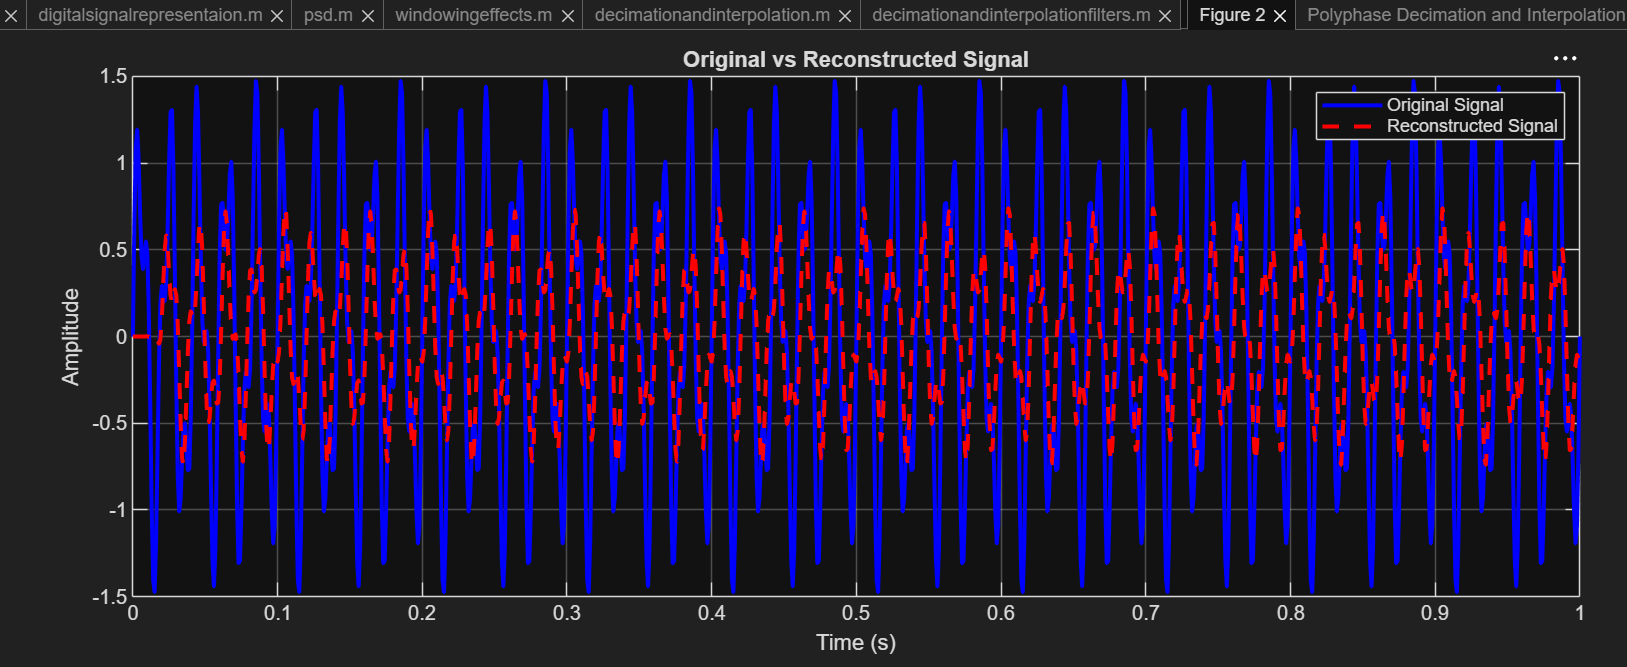 digitalsignalrepresentaion.m psd.m windowingeffects.m decimationandinterpolation.m decimationandinterpolationfilters.m Figure 2 Polyphase Decimation and Interpolation
Original vs Reconstructed Signal
Original Signal
Reconstructed Signal
1.5
1
0.5
0
-0.5
-1
-1.5
Amplitude
0 0.1 0.2 0.3 0.4 0.5 0.6 0.7 0.8 0.9 1
Time (s)